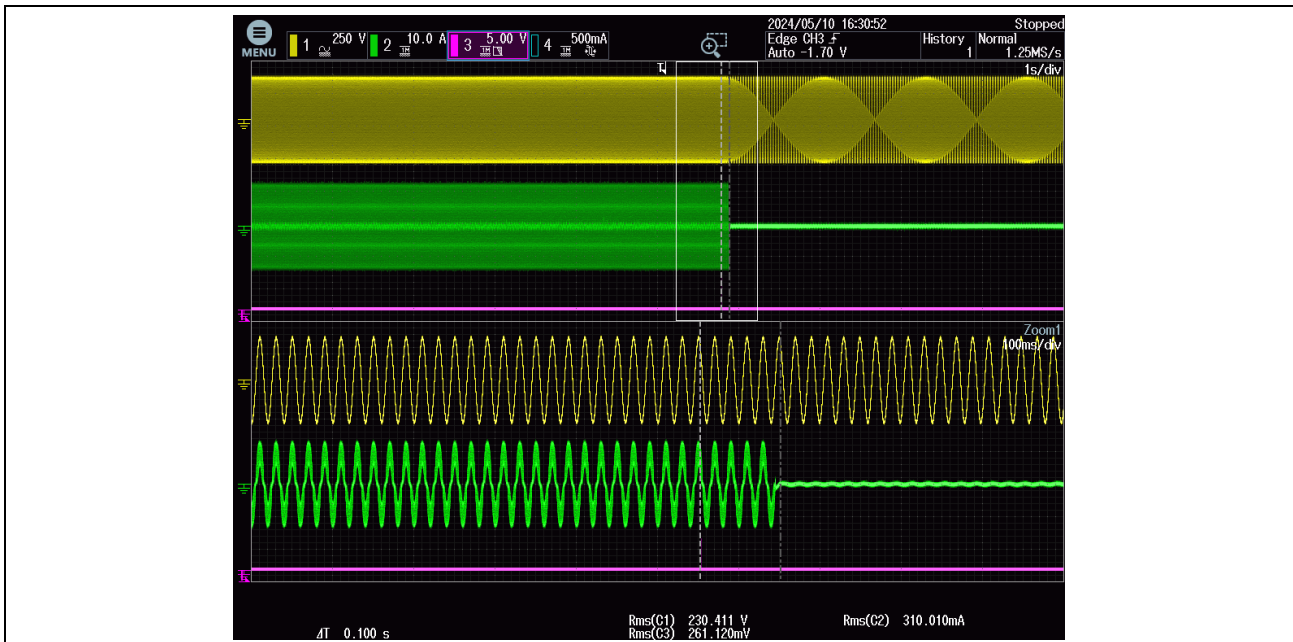 2024/05/10 16:30:52 Stopped
MENU 1 250 V 2 10.0 A 3 5.00 V 4 500mA Edge CH3 History Normal
Auto -1.70 V 1 1.25MS/s
1s/div
Zoom1
100ms/div
Rms(C1) 230.411 V Rms(C2) 310.010mA
ΔT 0.100 s Rms(C3) 261.120mV